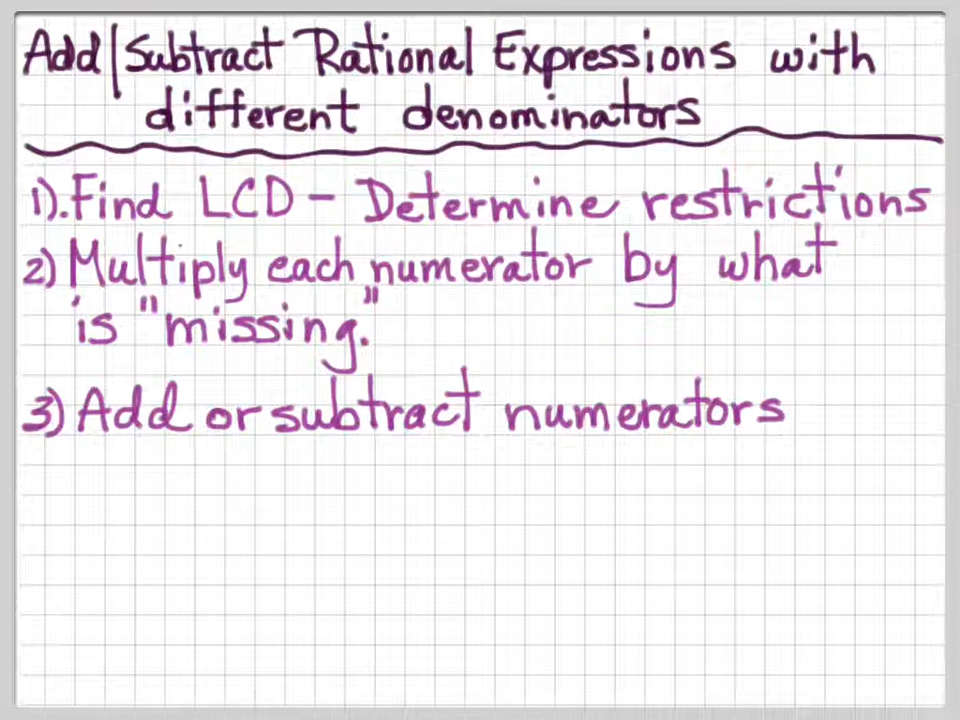 Add|Subtract Rational Expressions with
different denominators
1).Find LCD - Determine restrictions
2) Multiply each numerator by what
is "missing."
3) Add or subtract numerators